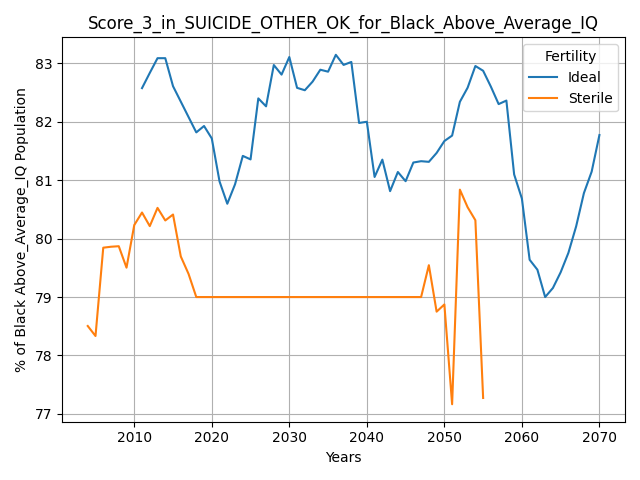 Score_3_in_SUICIDE_OTHER_OK_for_Black_Above_Average_IQ
Fertility
Ideal
Sterile
% of Black Above_Average_IQ Population
83
82
81
80
79
78
77
2010 2020 2030 2040 2050 2060 2070
Years